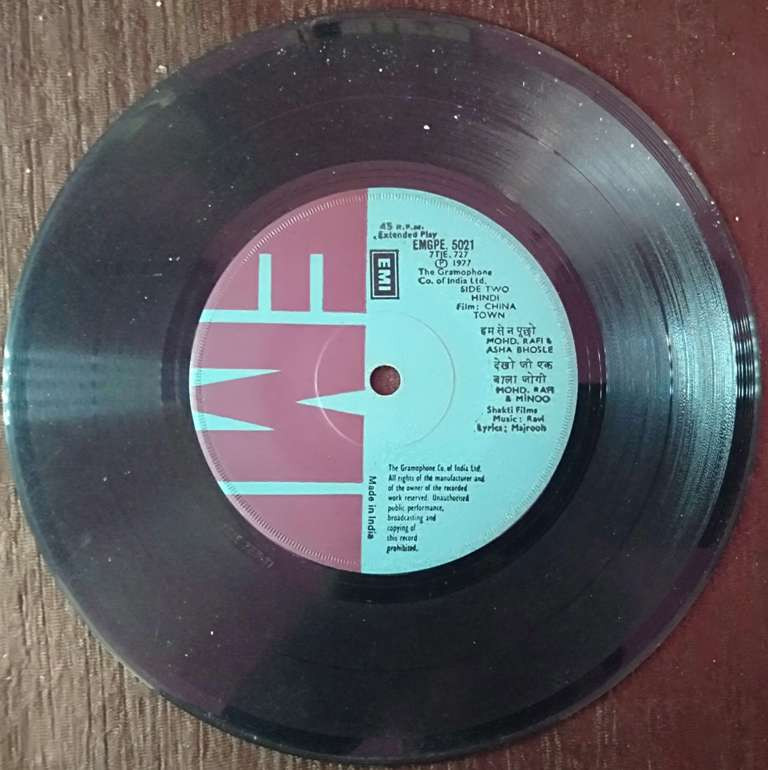 EMI
45 R.P.M.
Extended Play
EMGPE. 5021
7TJE. 727
Ⓟ 1977
EMI
The Gramophone
Co. of India Ltd.
SIDE TWO
HINDI
Film: CHINA
TOWN
हम से न पूछो
MOHD. RAFI &
ASHA BHOSLE
देखो जी एक
बाला जोगी
MOHD. RAFI
& MINOO
Shakti Films
Music: Ravi
Lyrics; Majrooh
The Gramophone Co. of India Ltd.
All rights of the manufacturer and
of the owner of the recorded
work reserved. Unauthorised
public performance,
broadcasting and
copying of
this record
prohibited.
Made in India